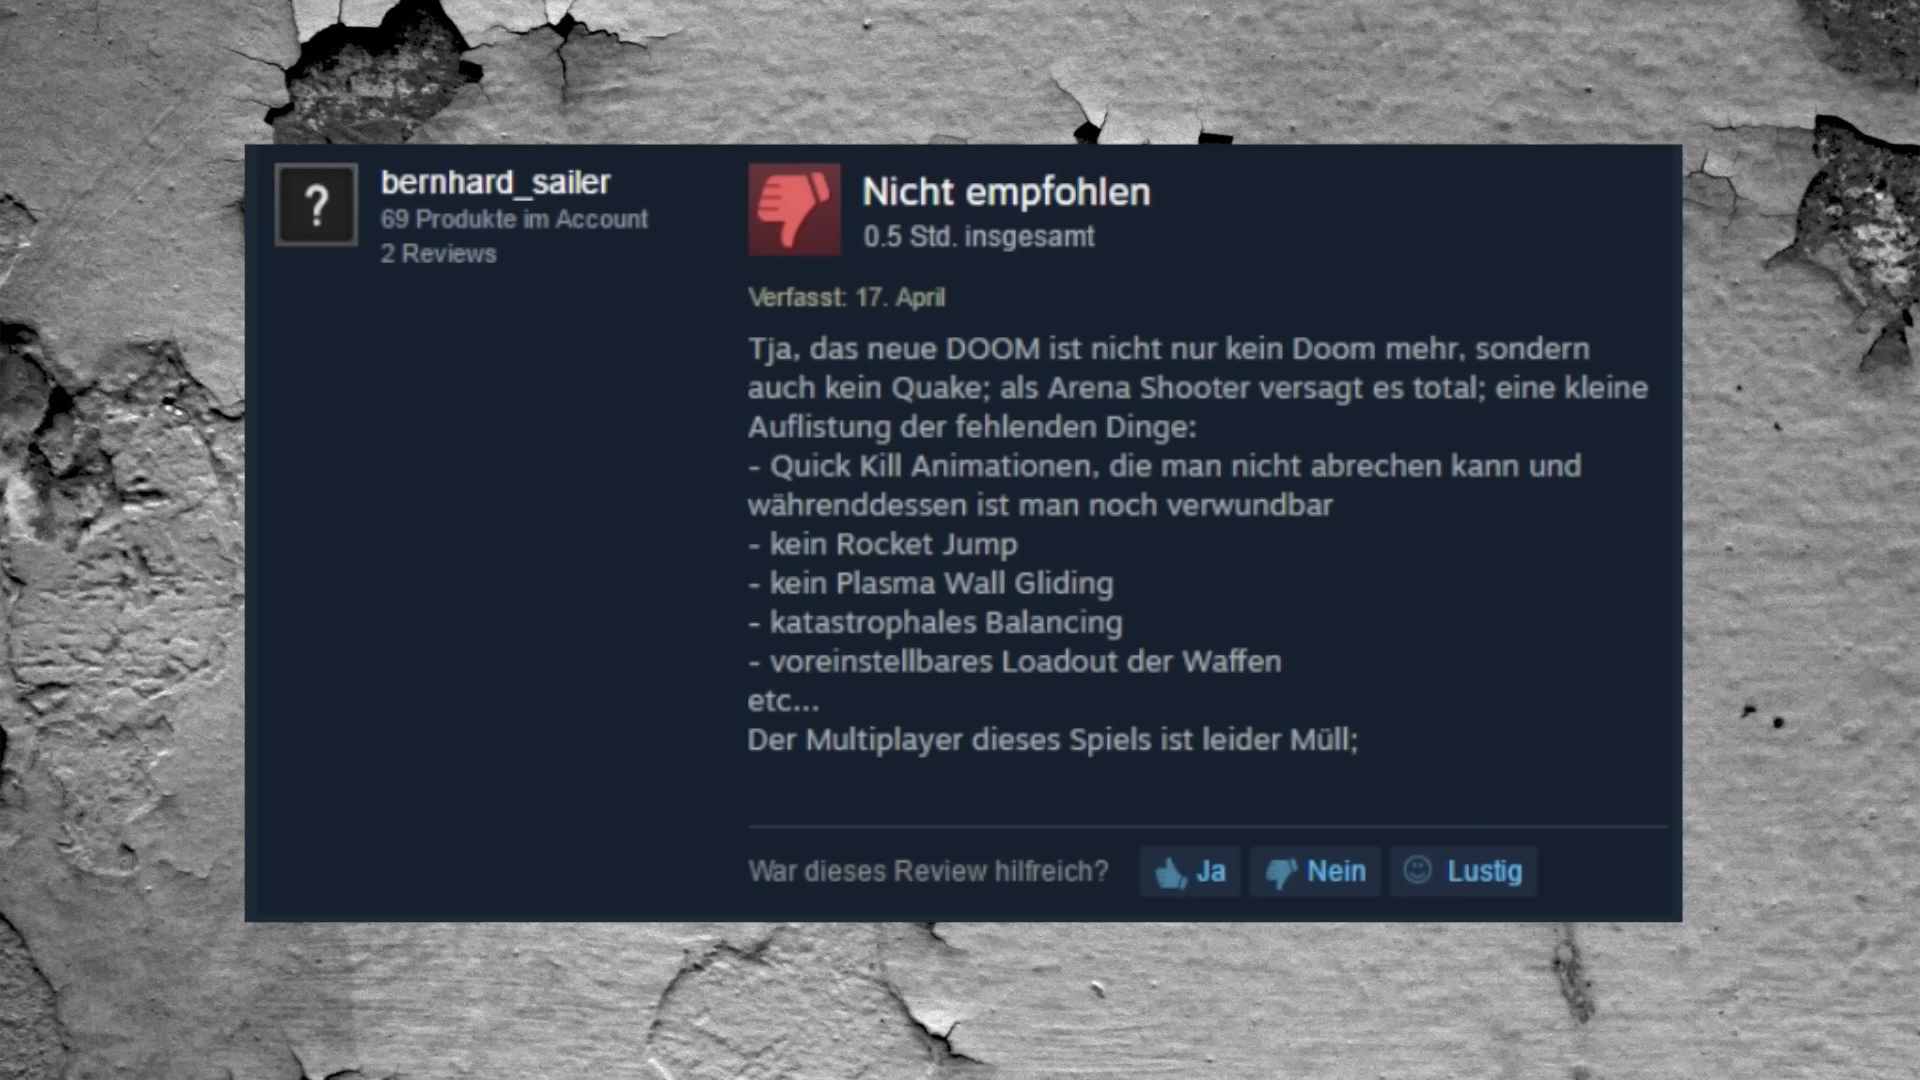 ?
bernhard_sailer
69 Produkte im Account
2 Reviews
Nicht empfohlen
0.5 Std. insgesamt
Verfasst: 17. April
Tja, das neue DOOM ist nicht nur kein Doom mehr, sondern
auch kein Quake; als Arena Shooter versagt es total; eine kleine
Auflistung der fehlenden Dinge:
- Quick Kill Animationen, die man nicht abrechen kann und
währenddessen ist man noch verwundbar
- kein Rocket Jump
- kein Plasma Wall Gliding
- katastrophales Balancing
- voreinstellbares Loadout der Waffen
etc...
Der Multiplayer dieses Spiels ist leider Müll;
War dieses Review hilfreich? Ja Nein Lustig